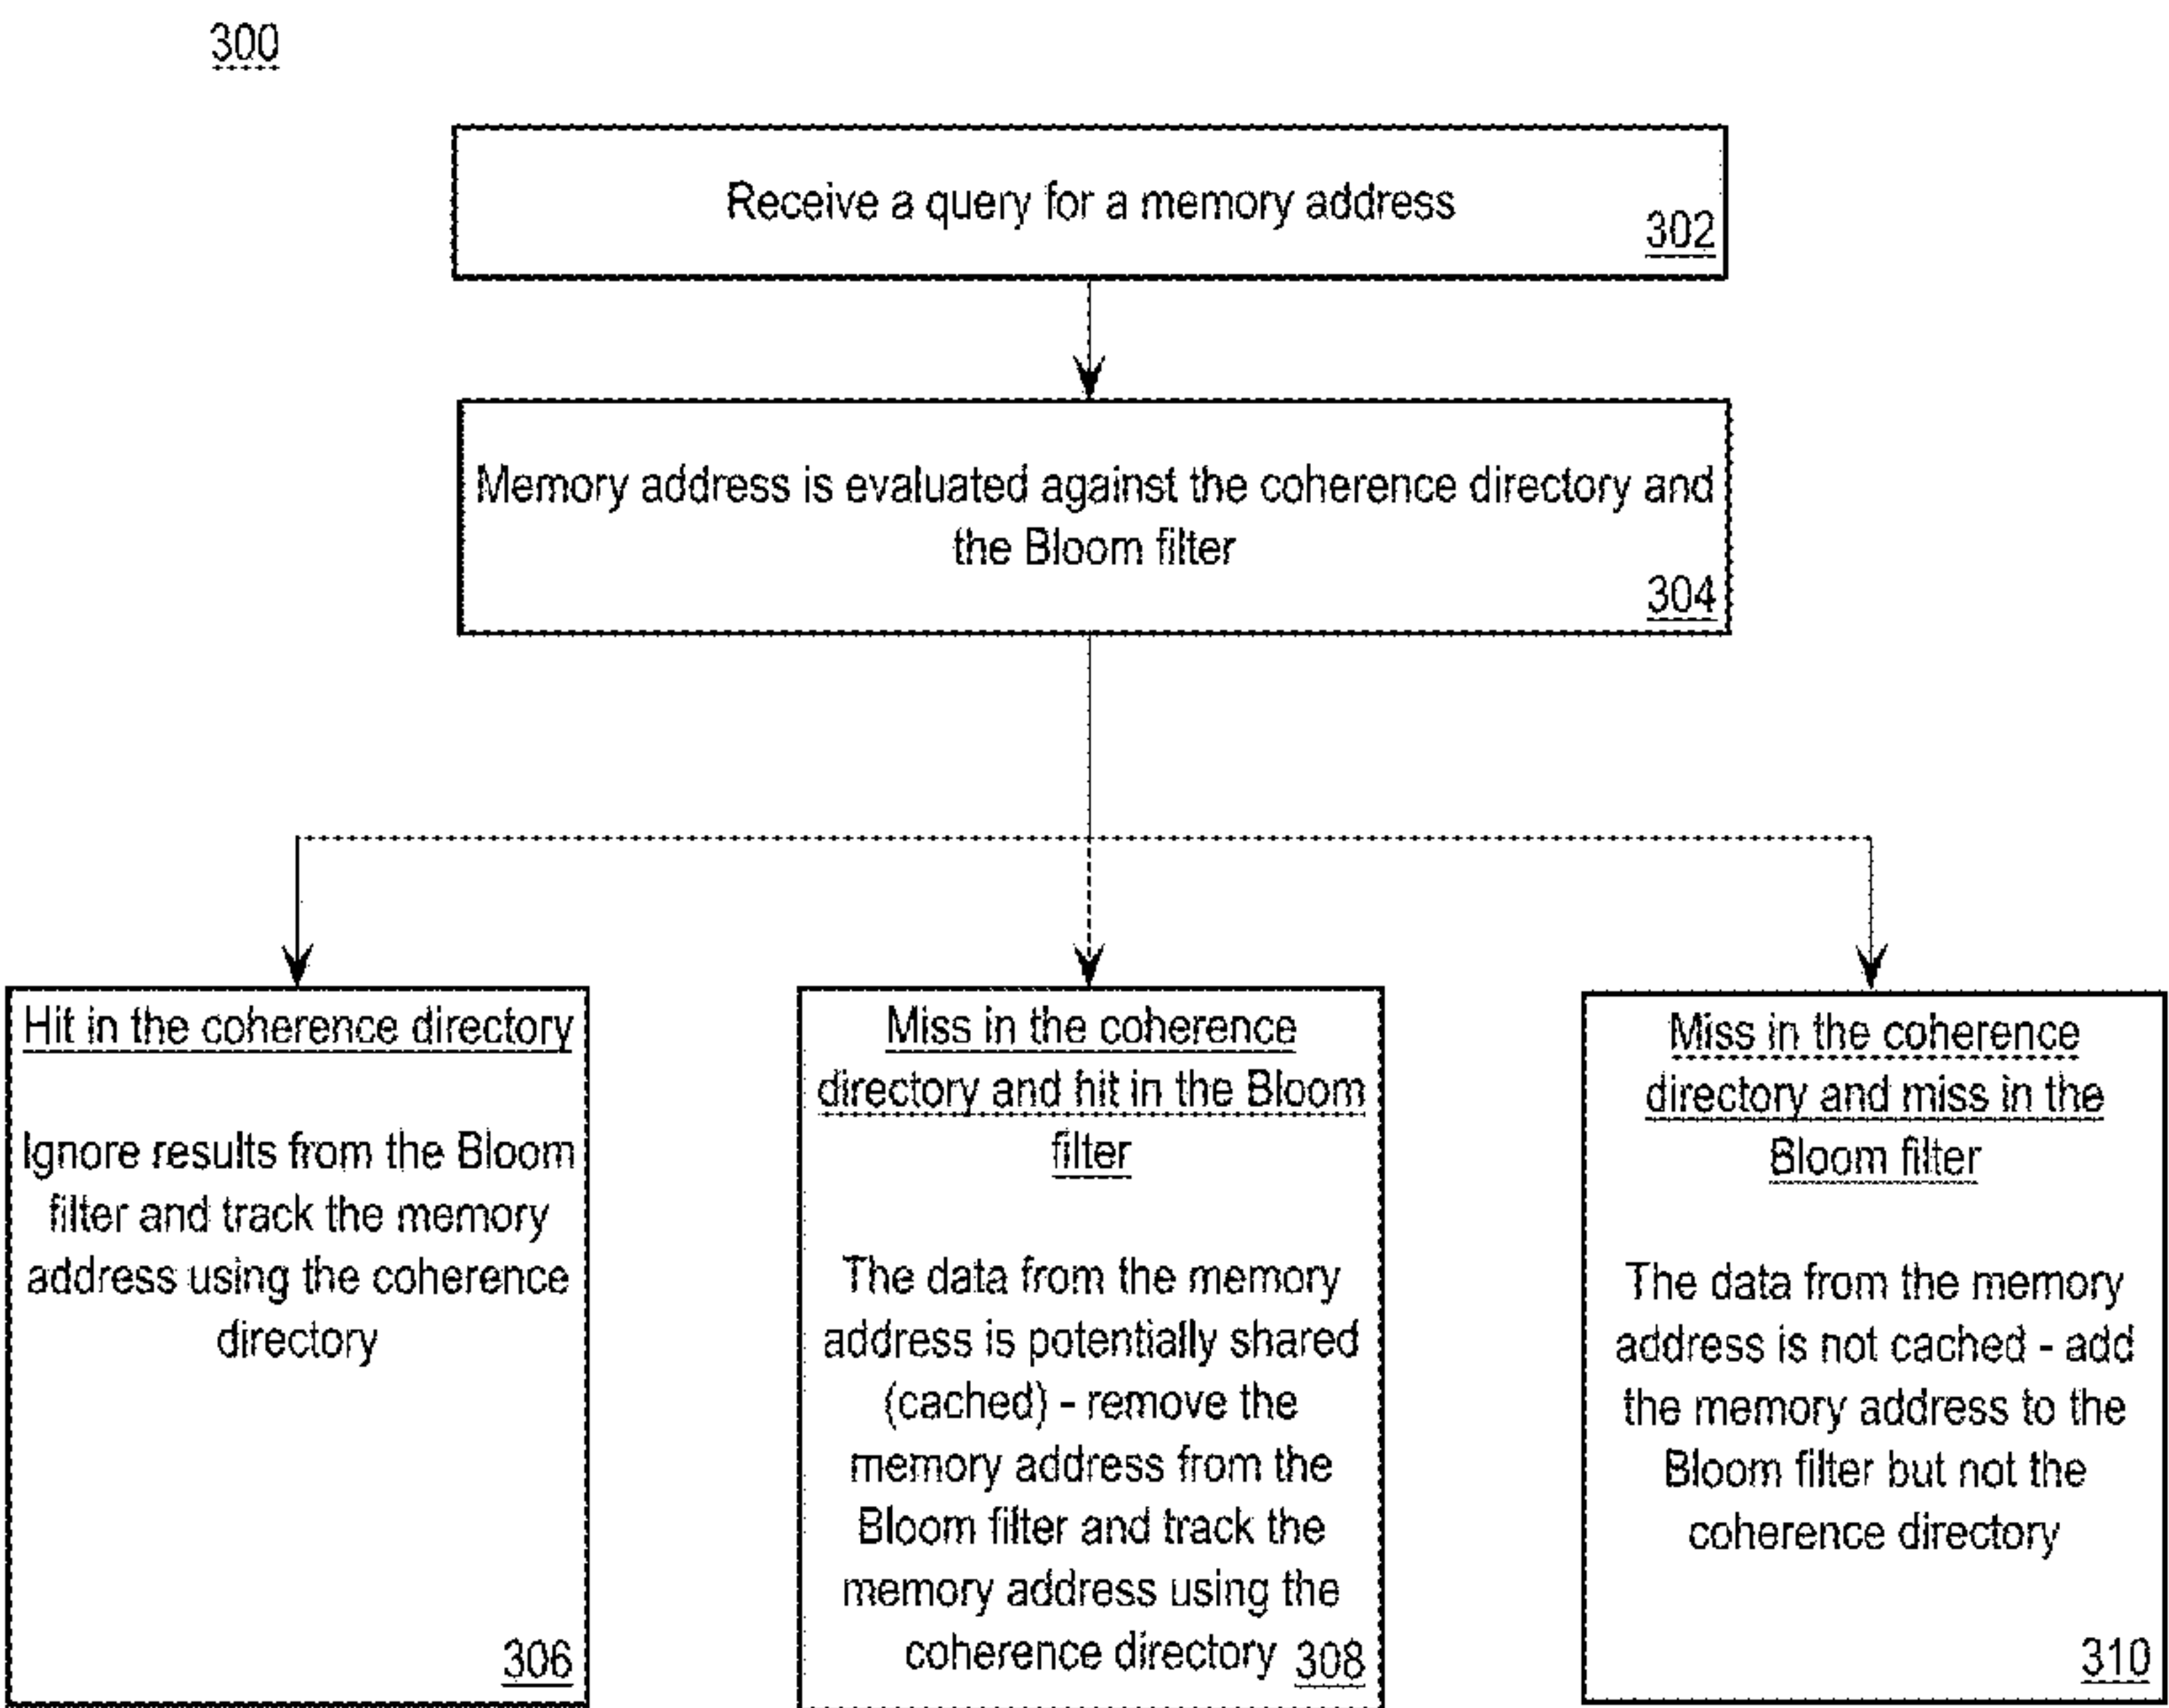 300
Receive a query for a memory address
302
Memory address is evaluated against the coherence directory and
the Bloom filter
304
Hit in the coherence directory
Ignore results from the Bloom
filter and track the memory
address using the coherence
directory
306
Miss in the coherence
directory and hit in the Bloom
filter
The data from the memory
address is potentially shared
(cached) - remove the
memory address from the
Bloom filter and track the
memory address using the
coherence directory 308
Miss in the coherence
directory and miss in the
Bloom filter
The data from the memory
address is not cached - add
the memory address to the
Bloom filter but not the
coherence directory
310